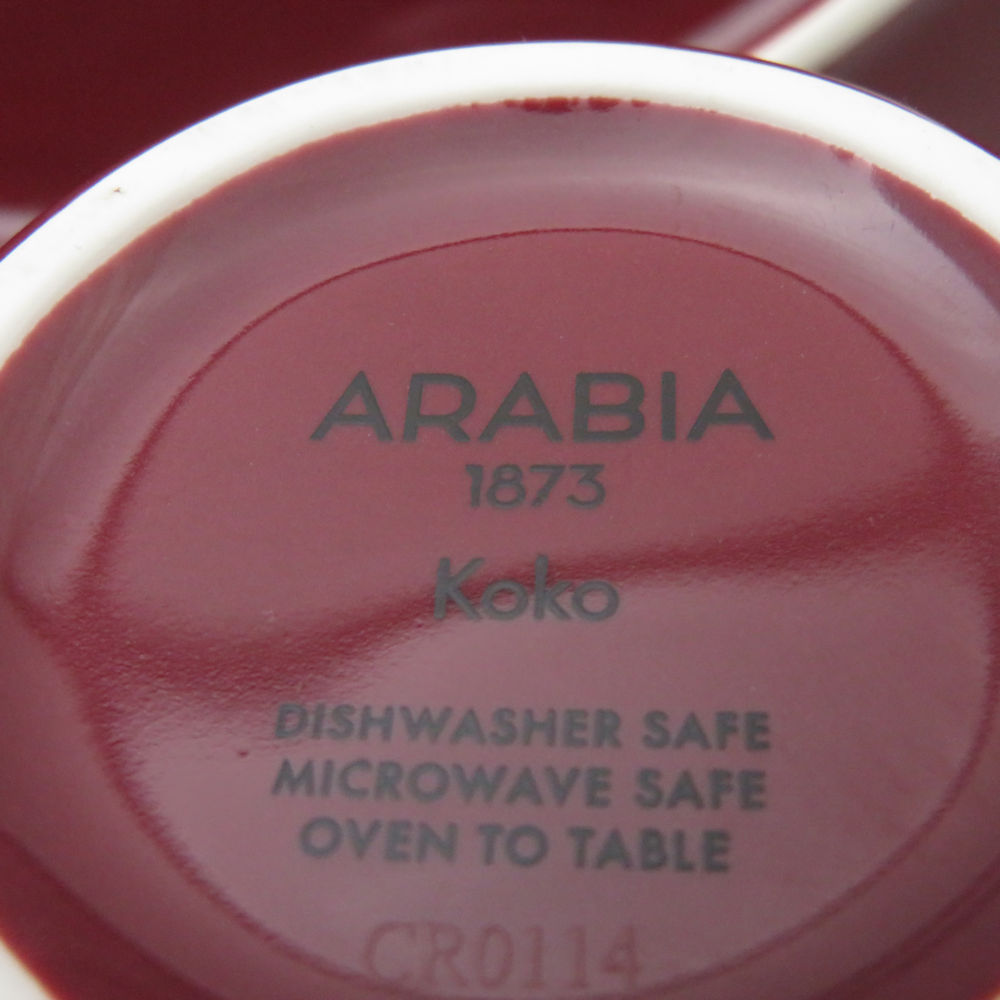 ARABIA
1873
Koko
DISHWASHER SAFE
MICROWAVE SAFE
OVEN TO TABLE
CR0114